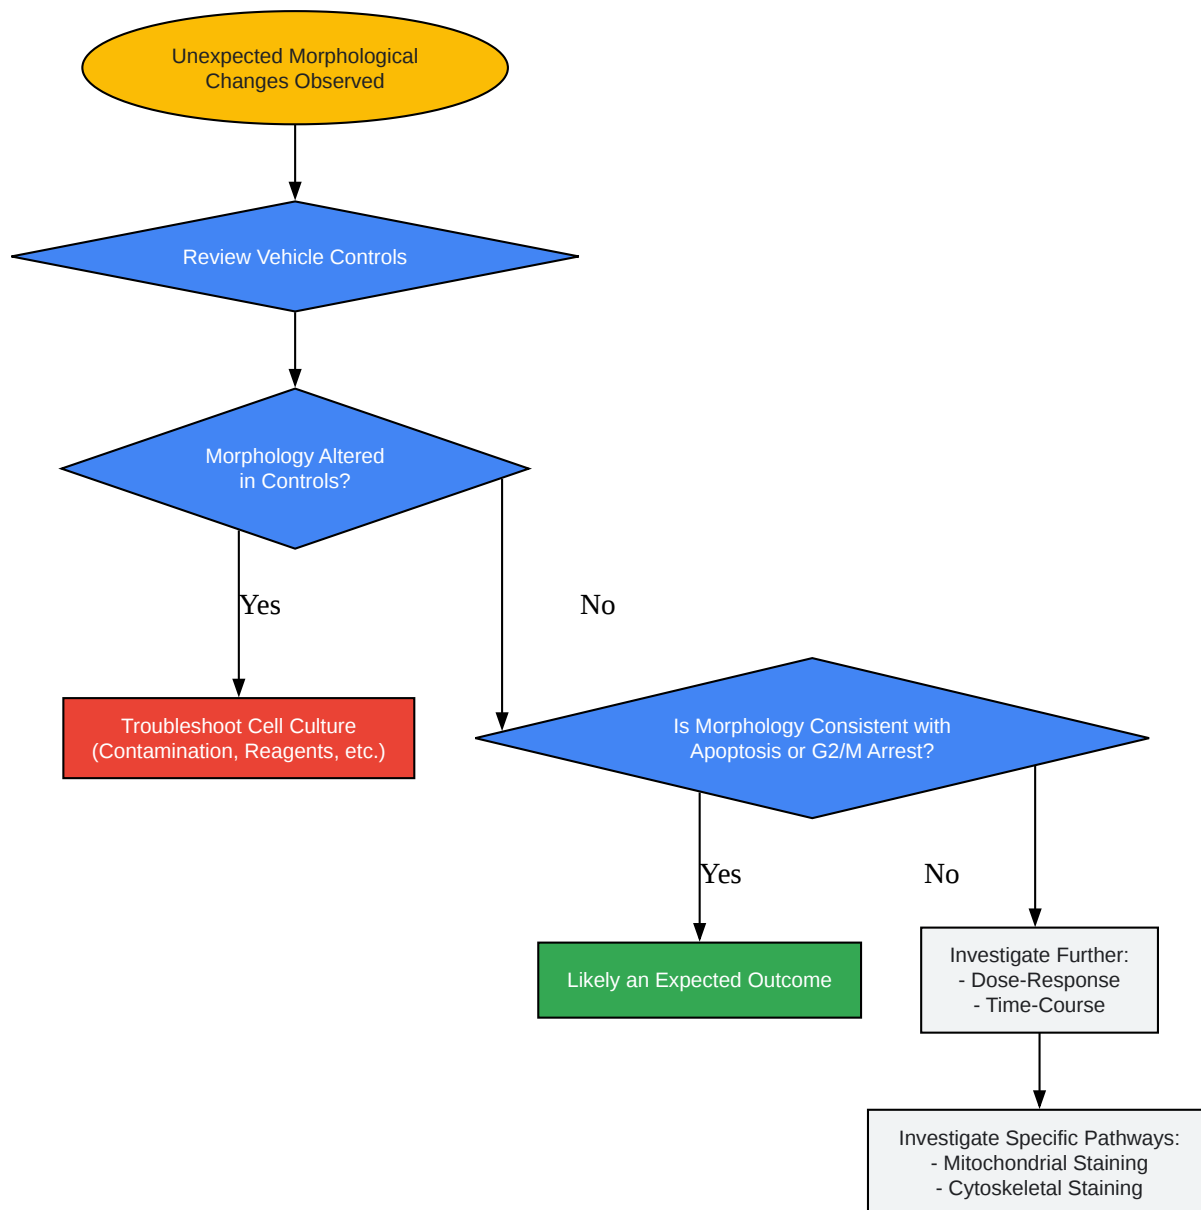 Unexpected Morphological
Changes Observed
Review Vehicle Controls
Morphology Altered
in Controls?
Yes
No
Troubleshoot Cell Culture
(Contamination, Reagents, etc.)
Is Morphology Consistent with
Apoptosis or G2/M Arrest?
Yes
No
Likely an Expected Outcome
Investigate Further:
- Dose-Response
- Time-Course
Investigate Specific Pathways:
- Mitochondrial Staining
- Cytoskeletal Staining